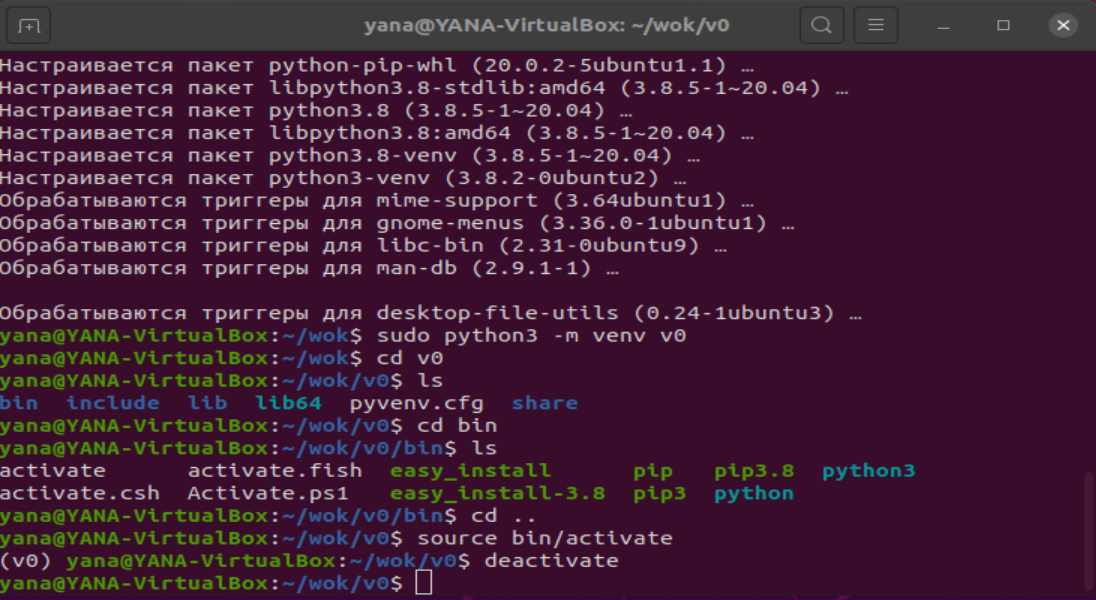 yana@YANA-VirtualBox: ~/wok/v0
Настраивается пакет python-pip-whl (20.0.2-5ubuntu1.1) …
Настраивается пакет libpython3.8-stdlib:amd64 (3.8.5-1~20.04) …
Настраивается пакет python3.8 (3.8.5-1~20.04) …
Настраивается пакет libpython3.8:amd64 (3.8.5-1~20.04) …
Настраивается пакет python3.8-venv (3.8.5-1~20.04) …
Настраивается пакет python3-venv (3.8.2-0ubuntu2) …
Обрабатываются триггеры для mime-support (3.64ubuntu1) …
Обрабатываются триггеры для gnome-menus (3.36.0-1ubuntu1) …
Обрабатываются триггеры для libc-bin (2.31-0ubuntu9) …
Обрабатываются триггеры для man-db (2.9.1-1) …
Обрабатываются триггеры для desktop-file-utils (0.24-1ubuntu3) …
yana@YANA-VirtualBox:~/wok$ sudo python3 -m venv v0
yana@YANA-VirtualBox:~/wok$ cd v0
yana@YANA-VirtualBox:~/wok/v0$ ls
bin  include  lib  lib64  pyvenv.cfg  share
yana@YANA-VirtualBox:~/wok/v0$ cd bin
yana@YANA-VirtualBox:~/wok/v0/bin$ ls
activate      activate.fish  easy_install      pip   pip3.8  python3
activate.csh  Activate.ps1   easy_install-3.8  pip3  python
yana@YANA-VirtualBox:~/wok/v0/bin$ cd ..
yana@YANA-VirtualBox:~/wok/v0$ source bin/activate
(v0) yana@YANA-VirtualBox:~/wok/v0$ deactivate
yana@YANA-VirtualBox:~/wok/v0$